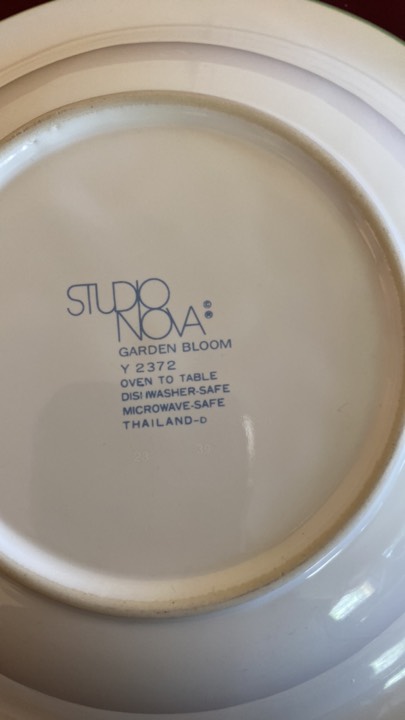 STUDIO
NOVA © ®
GARDEN BLOOM
Y 2372
OVEN TO TABLE
DISHWASHER-SAFE
MICROWAVE-SAFE
THAILAND-D